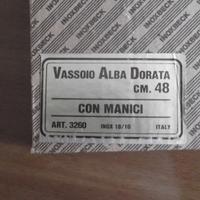 VASSOIO ALBA DORATA
CM. 48
CON MANICI
ART. 3260 INOX 18/10 ITALY